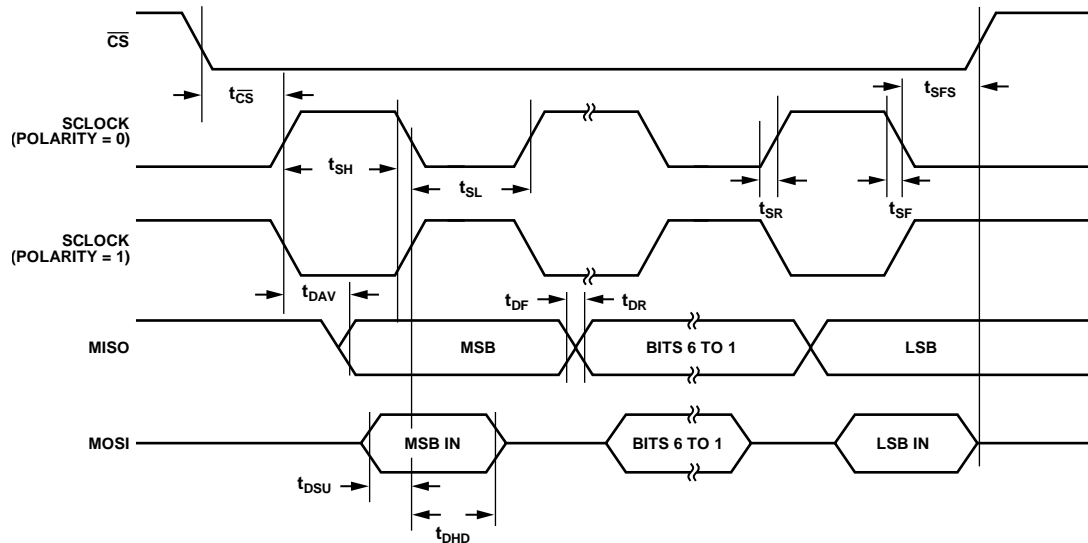 CS
tCS
tSFS
SCLOCK
(POLARITY = 0)
tSH
tSL
tSR
tSF
SCLOCK
(POLARITY = 1)
tDAV
tDF
tDR
MISO
MSB
BITS 6 TO 1
LSB
MOSI
MSB IN
BITS 6 TO 1
LSB IN
tDSU
tDHD